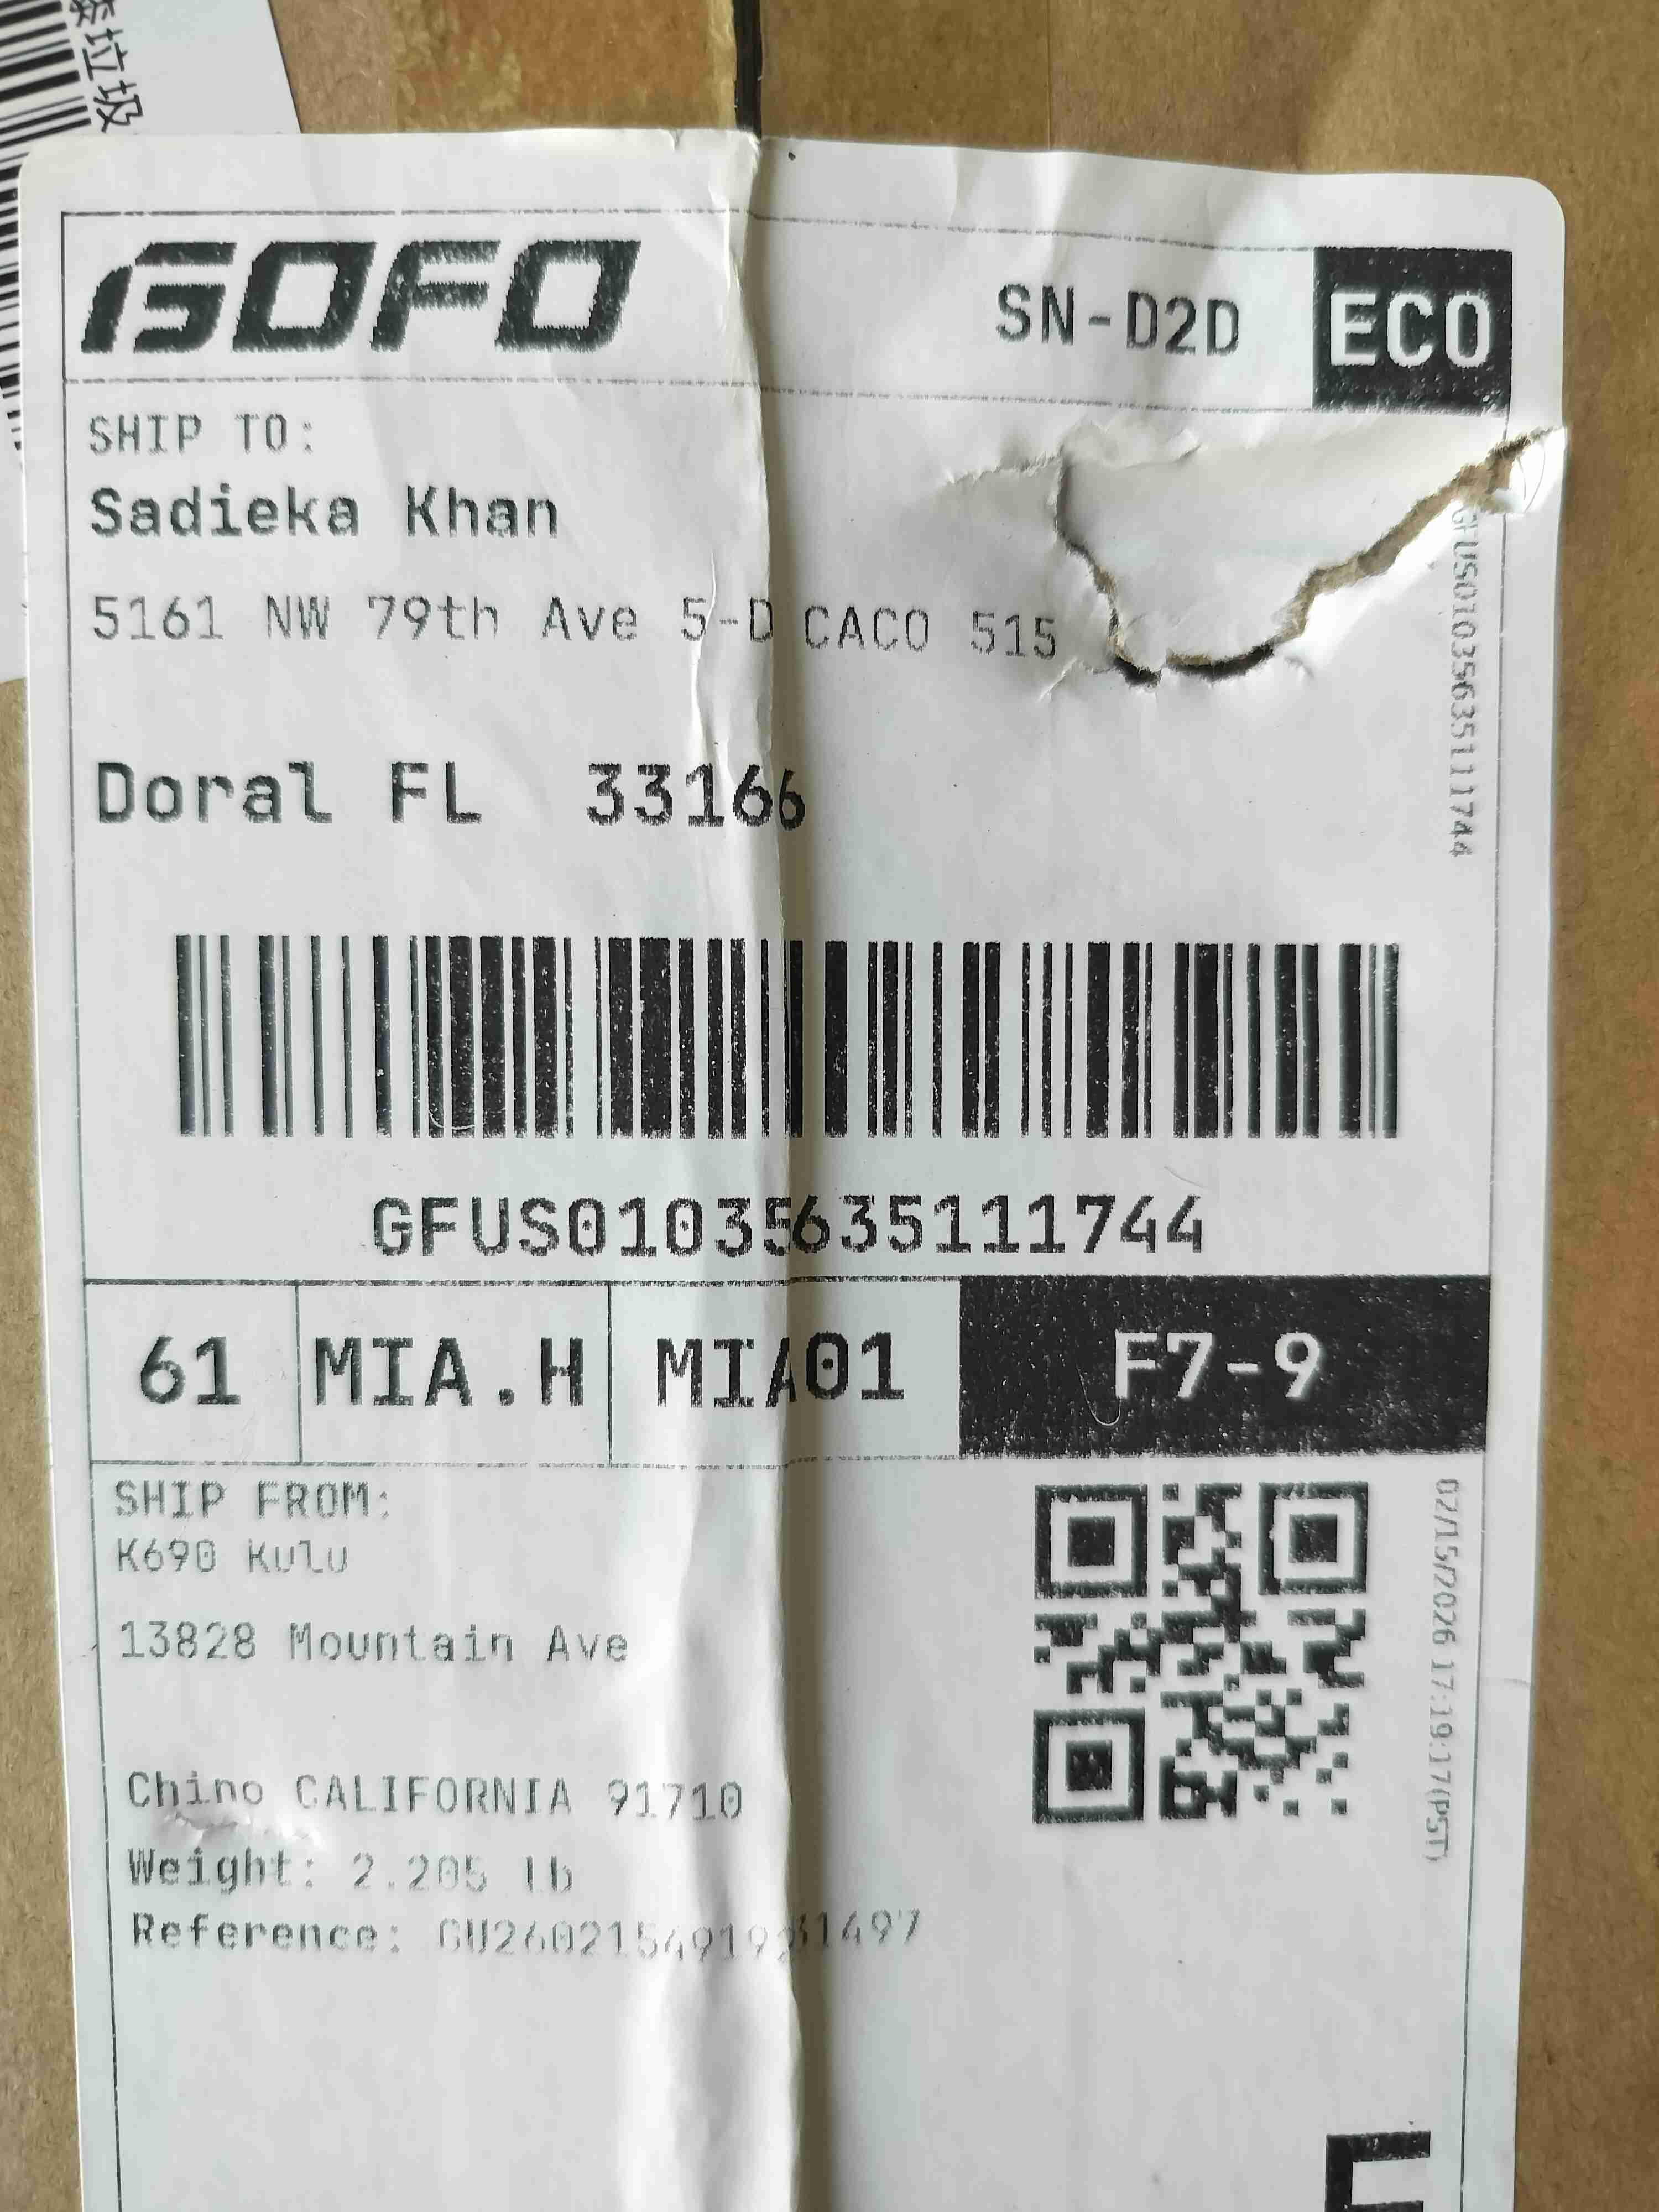 垃圾
GOFO
SN-D2D ECO
SHIP TO:
Sadieka Khan
5161 NW 79th Ave 5-D CACO 515
Doral FL 33166
GFUS01035635111744
GFUS01035635111744
61 MIA.H MIA01 F7-9
SHIP FROM:
K690 Kulu
13828 Mountain Ave
Chino CALIFORNIA 91710
Weight: 2.205 lb
Reference:
02/15/2026 17:19:17(PST)